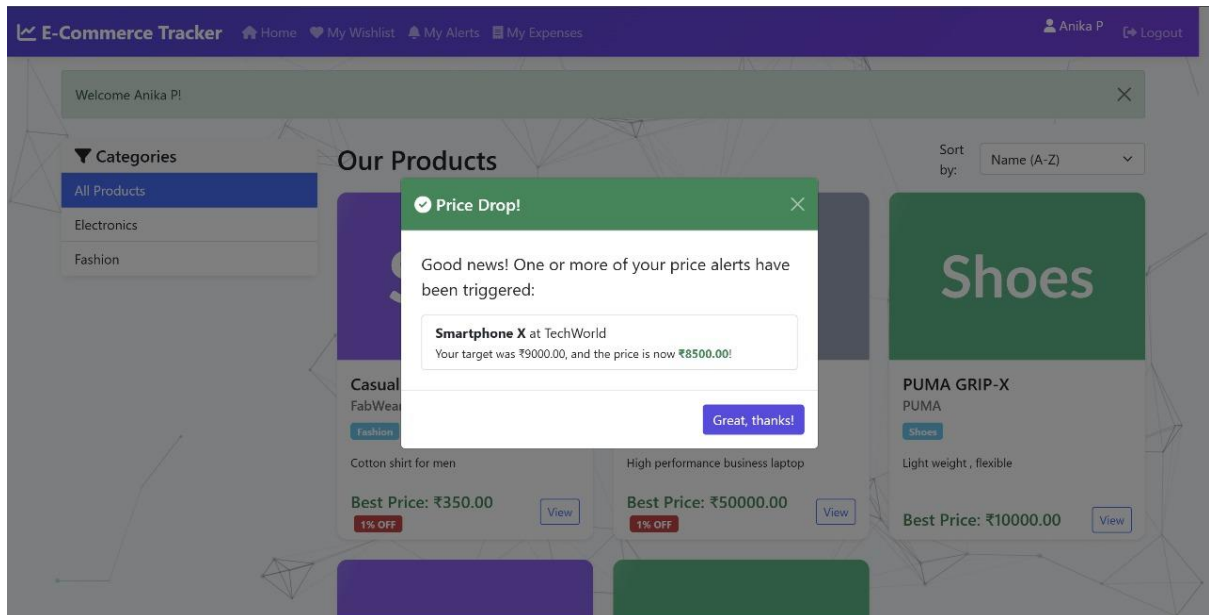 E-Commerce Tracker Home My Wishlist My Alerts My Expenses Anika P Logout
Welcome Anika P!
Categories
All Products
Electronics
Fashion
Our Products
Sort by: Name (A-Z)
Price Drop!
Good news! One or more of your price alerts have
been triggered:
Smartphone X at TechWorld
Your target was ₹9000.00, and the price is now ₹8500.00!
Great, thanks!
Casual
Fashion
Cotton shirt for men
Best Price: ₹350.00
1% OFF
View
High performance business laptop
Best Price: ₹50000.00
1% OFF
View
Shoes
PUMA GRIP-X
PUMA
Shoes
Light weight , flexible
Best Price: ₹10000.00
View